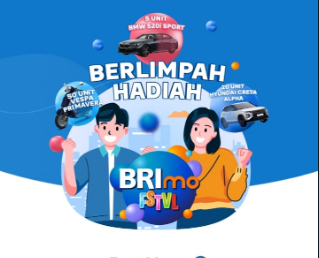 5 UNIT
BMW 520i SPORT
BERLIMPAH
HADIAH
50 UNIT
VESPA
PRIMAVERA
20 UNIT
HYUNDAI CRETA
ALPHA
BRImo
FSTVL